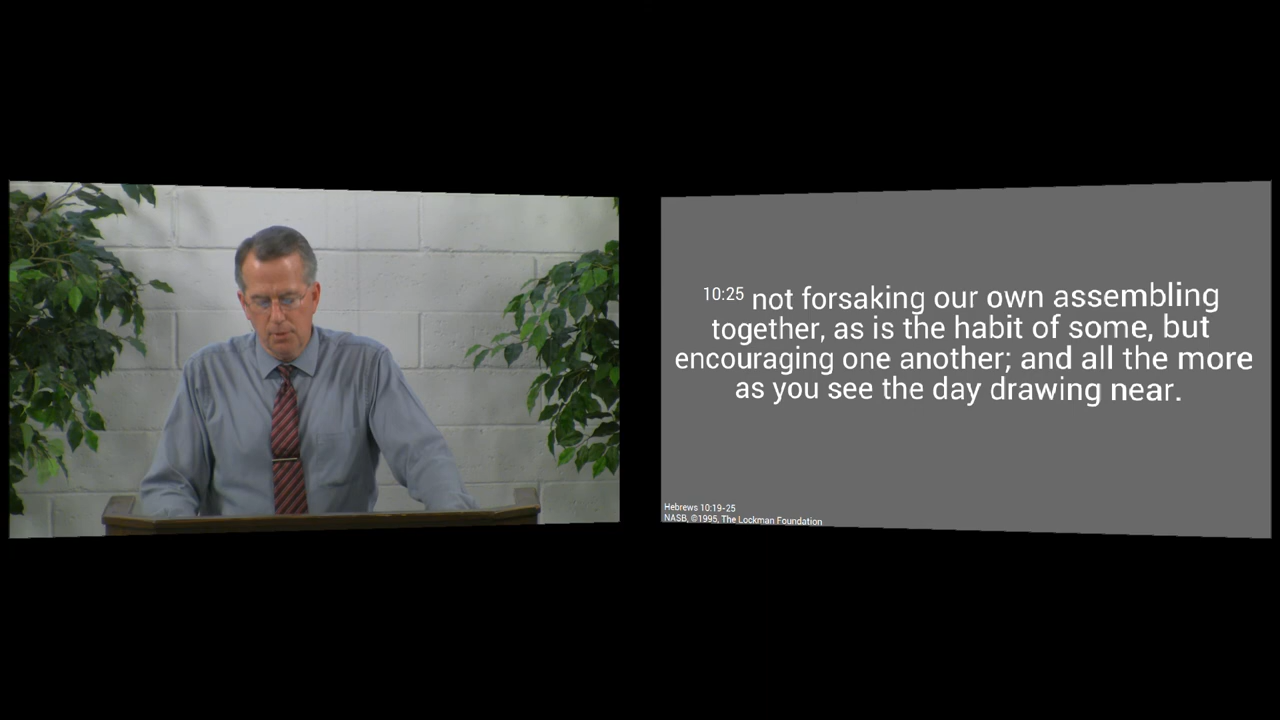 10:25 not forsaking our own assembling
together, as is the habit of some, but
encouraging one another; and all the more
as you see the day drawing near.
Hebrews 10:19-25
NASB, ©1995, The Lockman Foundation